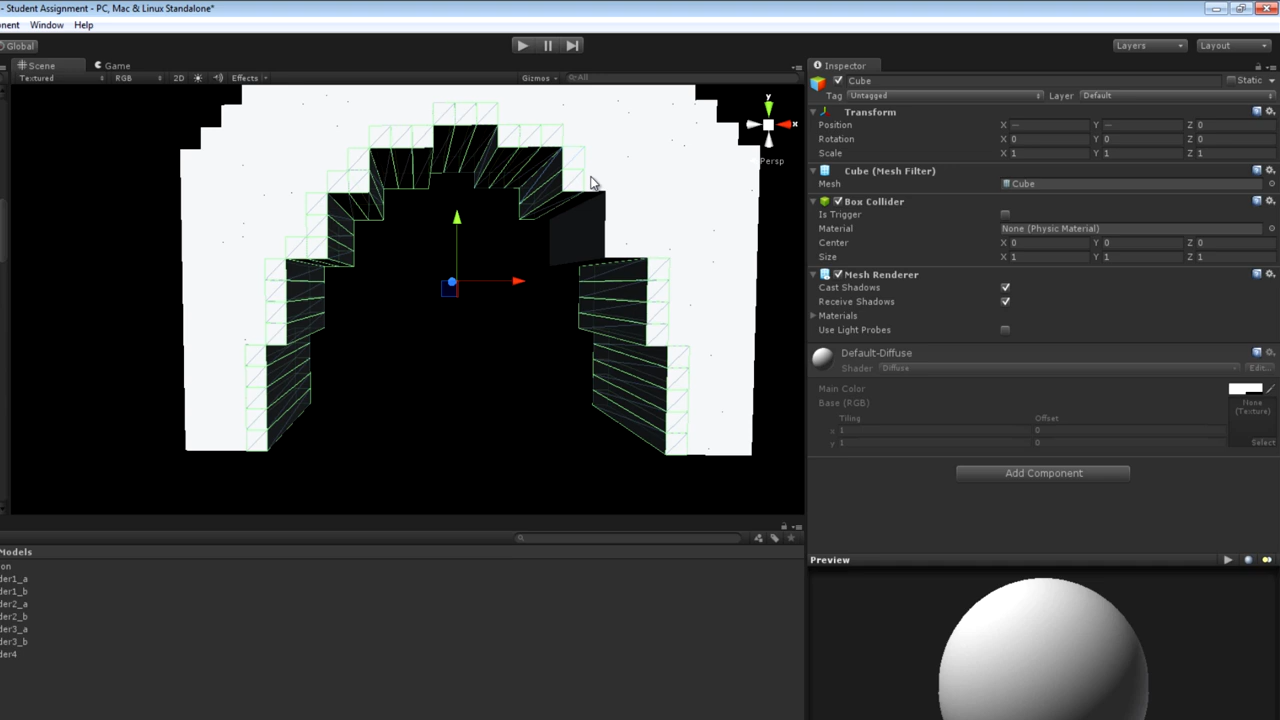 - Student Assignment - PC, Mac & Linux Standalone*
nent Window Help
Global
Layers
Layout
Scene
Game
Textured RGB 2D Effects Gizmos All
y
x
Persp
Inspector
Cube Static
Tag Untagged Layer Default
Transform
Position X — Y — Z 0
Rotation X 0 Y 0 Z 0
Scale X 1 Y 1 Z 1
Cube (Mesh Filter)
Mesh Cube
Box Collider
Is Trigger
Material None (Physic Material)
Center X 0 Y 0 Z 0
Size X 1 Y 1 Z 1
Mesh Renderer
Cast Shadows
Receive Shadows
Materials
Use Light Probes
Default-Diffuse
Shader Diffuse Edit...
Main Color
Base (RGB)
None
(Texture)
Tiling Offset
x 1 0
y 1 0
Select
Add Component
Preview
Models
on
der1_a
der1_b
der2_a
der2_b
der3_a
der3_b
der4